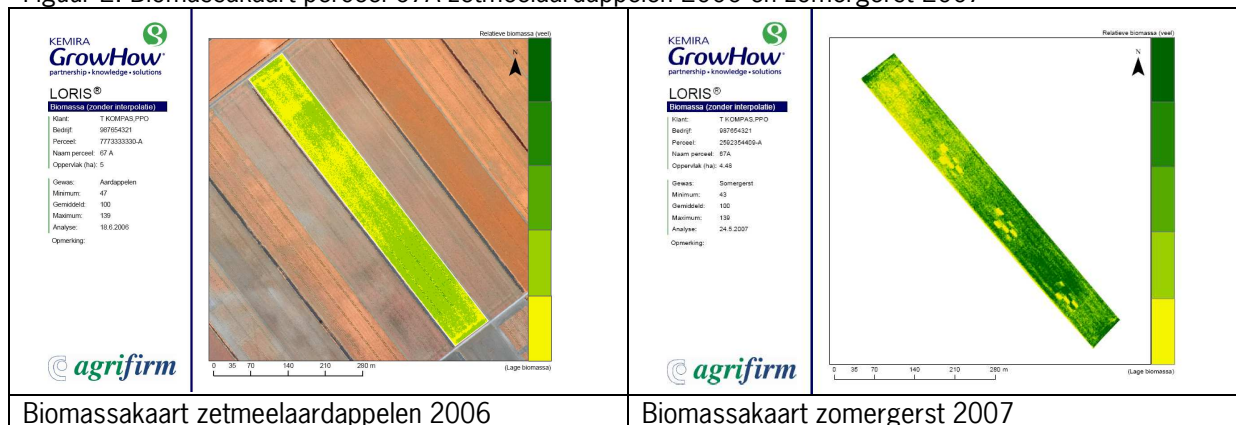 Figuur 2: Biomassakaart perceel 67A zetmeelaardappelen 2006 en zomergerst 2007
KEMIRA
GrowHow
partnership • knowledge • solutions
LORIS®
Biomassa (zonder interpolatie)
Klant: T KOMPAS,PPO
Bedrijf: 987654321
Perceel: 7773333330-A
Naam perceel: 67 A
Oppervlak (ha): 5
Gewas: Aardappelen
Minimum: 47
Gemiddeld: 100
Maximum: 139
Analyse: 18.6.2006
Opmerking:
agrifirm
Relatieve biomassa (veel)
N
0 35 70 140 210 280 m
(Lage biomassa)
Biomassakaart zetmeelaardappelen 2006
KEMIRA
GrowHow
partnership • knowledge • solutions
LORIS®
Biomassa (zonder interpolatie)
Klant: T KOMPAS,PPO
Bedrijf: 987654321
Perceel: 2592354409-A
Naam perceel: 67A
Oppervlak (ha): 4.46
Gewas: Somergerst
Minimum: 43
Gemiddeld: 100
Maximum: 139
Analyse: 24.5.2007
Opmerking:
agrifirm
Relatieve biomassa (veel)
N
0 35 70 140 210 280 m
(Lage biomassa)
Biomassakaart zomergerst 2007